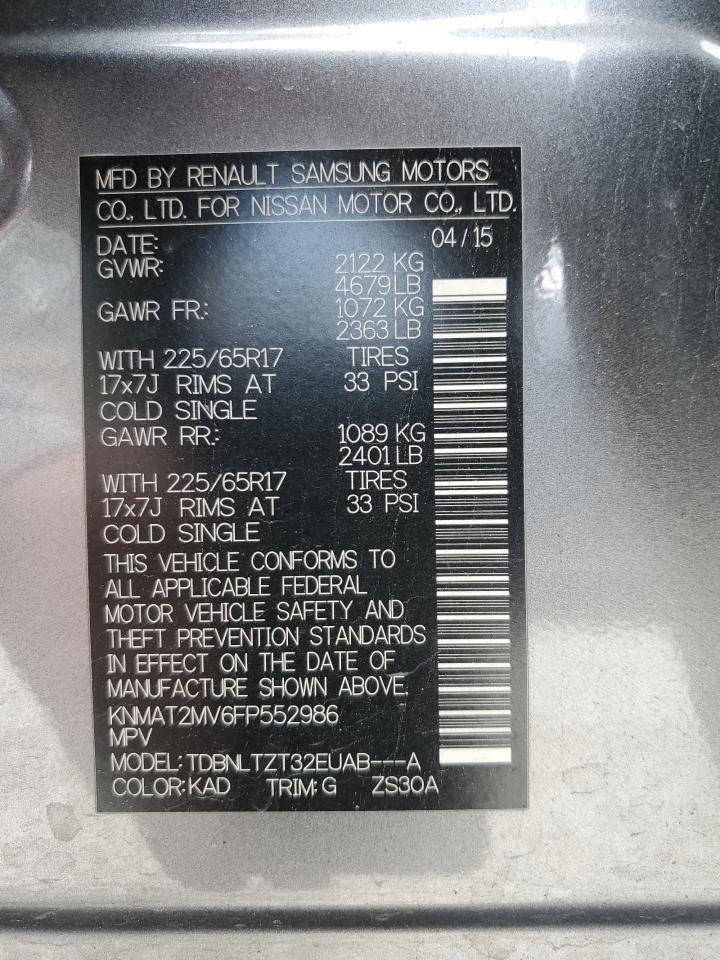 MFD BY RENAULT SAMSUNG MOTORS
CO., LTD. FOR NISSAN MOTOR CO., LTD.
DATE: 04/15
GVWR: 2122 KG
4679 LB
GAWR FR.: 1072 KG
2363 LB
WITH 225/65R17 TIRES
17x7J RIMS AT 33 PSI
COLD SINGLE
GAWR RR.: 1089 KG
2401 LB
WITH 225/65R17 TIRES
17x7J RIMS AT 33 PSI
COLD SINGLE
THIS VEHICLE CONFORMS TO
ALL APPLICABLE FEDERAL
MOTOR VEHICLE SAFETY AND
THEFT PREVENTION STANDARDS
IN EFFECT ON THE DATE OF
MANUFACTURE SHOWN ABOVE.
KNMAT2MV6FP552986
MPV
MODEL: TDBNLTZT32EUAB---A
COLOR: KAD TRIM: G ZS30A